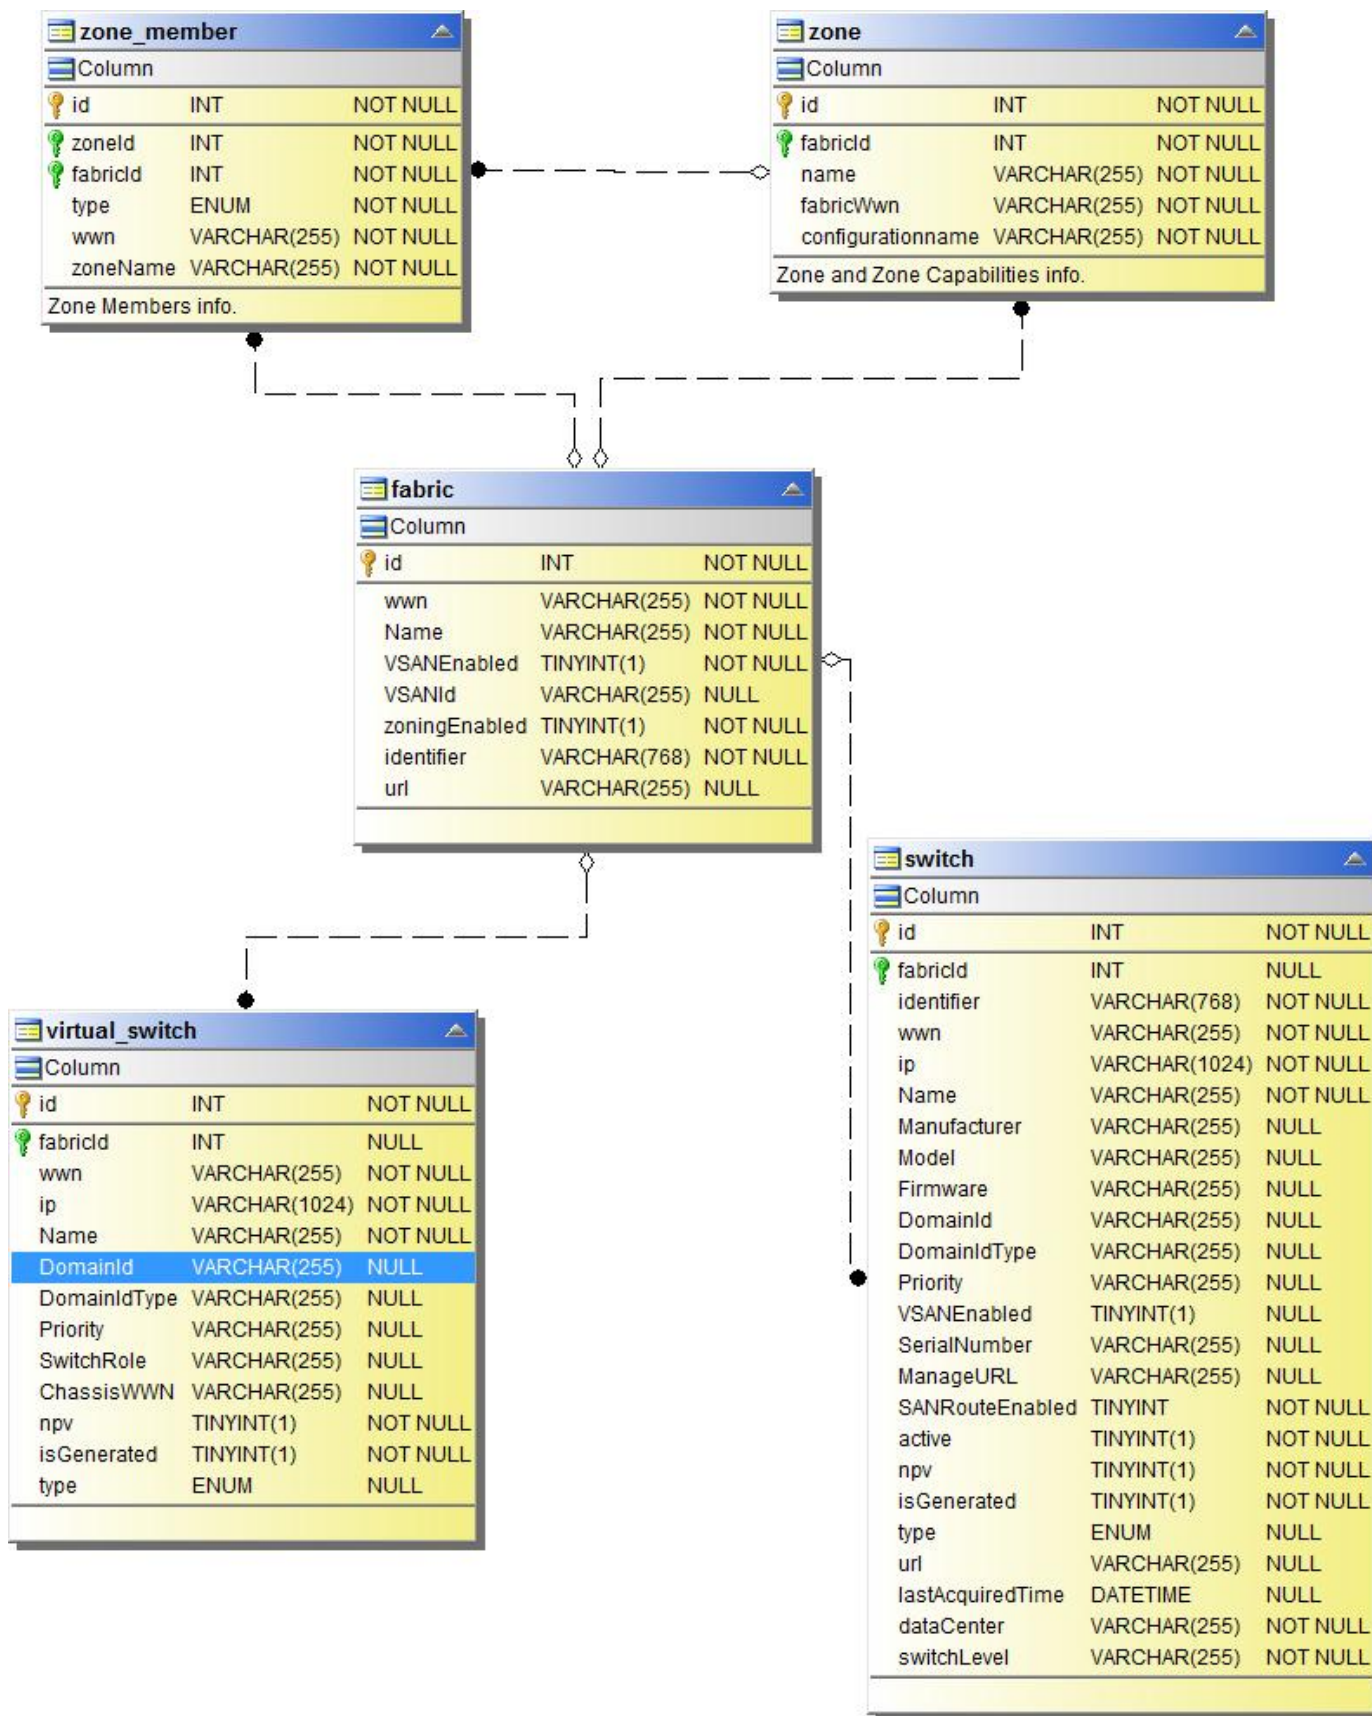 zone_member
Column
id INT NOT NULL
zoneId INT NOT NULL
fabricId INT NOT NULL
type ENUM NOT NULL
wwn VARCHAR(255) NOT NULL
zoneName VARCHAR(255) NOT NULL
Zone Members info.
zone
Column
id INT NOT NULL
fabricId INT NOT NULL
name VARCHAR(255) NOT NULL
fabricWwn VARCHAR(255) NOT NULL
configurationname VARCHAR(255) NOT NULL
Zone and Zone Capabilities info.
fabric
Column
id INT NOT NULL
wwn VARCHAR(255) NOT NULL
Name VARCHAR(255) NOT NULL
VSANEnabled TINYINT(1) NOT NULL
VSANId VARCHAR(255) NULL
zoningEnabled TINYINT(1) NOT NULL
identifier VARCHAR(768) NOT NULL
url VARCHAR(255) NULL
virtual_switch
Column
id INT NOT NULL
fabricId INT NULL
wwn VARCHAR(255) NOT NULL
ip VARCHAR(1024) NOT NULL
Name VARCHAR(255) NOT NULL
DomainId VARCHAR(255) NULL
DomainIdType VARCHAR(255) NULL
Priority VARCHAR(255) NULL
SwitchRole VARCHAR(255) NULL
ChassisWWN VARCHAR(255) NULL
npv TINYINT(1) NOT NULL
isGenerated TINYINT(1) NOT NULL
type ENUM NULL
switch
Column
id INT NOT NULL
fabricId INT NULL
identifier VARCHAR(768) NOT NULL
wwn VARCHAR(255) NOT NULL
ip VARCHAR(1024) NOT NULL
Name VARCHAR(255) NOT NULL
Manufacturer VARCHAR(255) NULL
Model VARCHAR(255) NULL
Firmware VARCHAR(255) NULL
DomainId VARCHAR(255) NULL
DomainIdType VARCHAR(255) NULL
Priority VARCHAR(255) NULL
VSANEnabled TINYINT(1) NULL
SerialNumber VARCHAR(255) NULL
ManageURL VARCHAR(255) NULL
SANRouteEnabled TINYINT NOT NULL
active TINYINT(1) NOT NULL
npv TINYINT(1) NOT NULL
isGenerated TINYINT(1) NOT NULL
type ENUM NULL
url VARCHAR(255) NULL
lastAcquiredTime DATETIME NULL
dataCenter VARCHAR(255) NOT NULL
switchLevel VARCHAR(255) NOT NULL